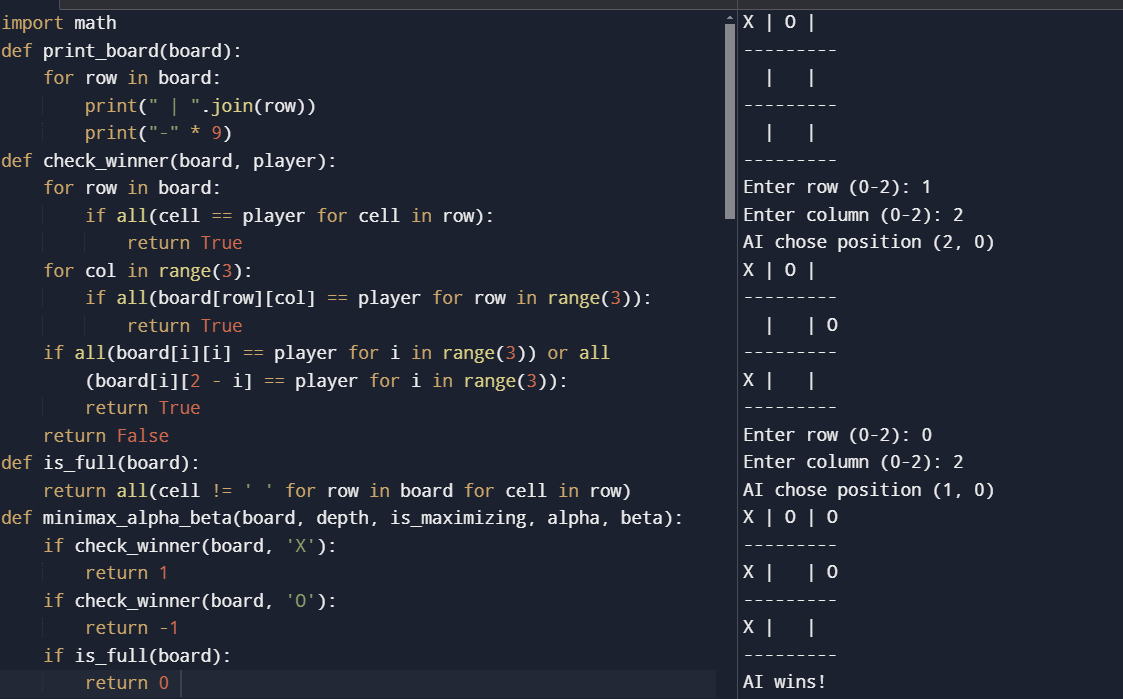 import math
def print_board(board):
    for row in board:
        print(" | ".join(row))
        print("-" * 9)
def check_winner(board, player):
    for row in board:
        if all(cell == player for cell in row):
            return True
    for col in range(3):
        if all(board[row][col] == player for row in range(3)):
            return True
    if all(board[i][i] == player for i in range(3)) or all
        (board[i][2 - i] == player for i in range(3)):
        return True
    return False
def is_full(board):
    return all(cell != ' ' for row in board for cell in row)
def minimax_alpha_beta(board, depth, is_maximizing, alpha, beta):
    if check_winner(board, 'X'):
        return 1
    if check_winner(board, 'O'):
        return -1
    if is_full(board):
        return 0
X | O |
---------
  |   |
---------
  |   |
---------
Enter row (0-2): 1
Enter column (0-2): 2
AI chose position (2, 0)
X | O |
---------
  |   | O
---------
X |   |
---------
Enter row (0-2): 0
Enter column (0-2): 2
AI chose position (1, 0)
X | O | O
---------
X |   | O
---------
X |   |
---------
AI wins!